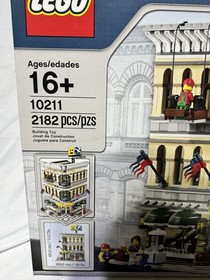 LEGO
Ages/edades
16+
10211
2182 pcs/pzs
Building Toy
Jouet de Construction
Juguete para Construir